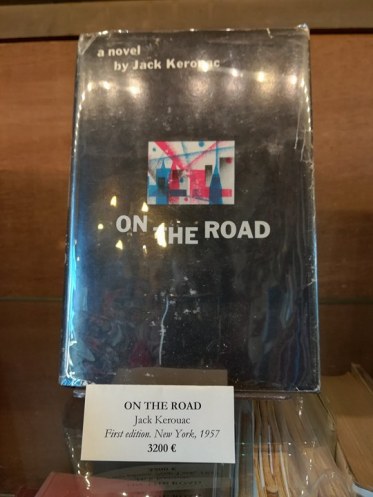 a novel
by Jack Kerouac
ON THE ROAD
ON THE ROAD
Jack Kerouac
First edition. New York, 1957
3200 €